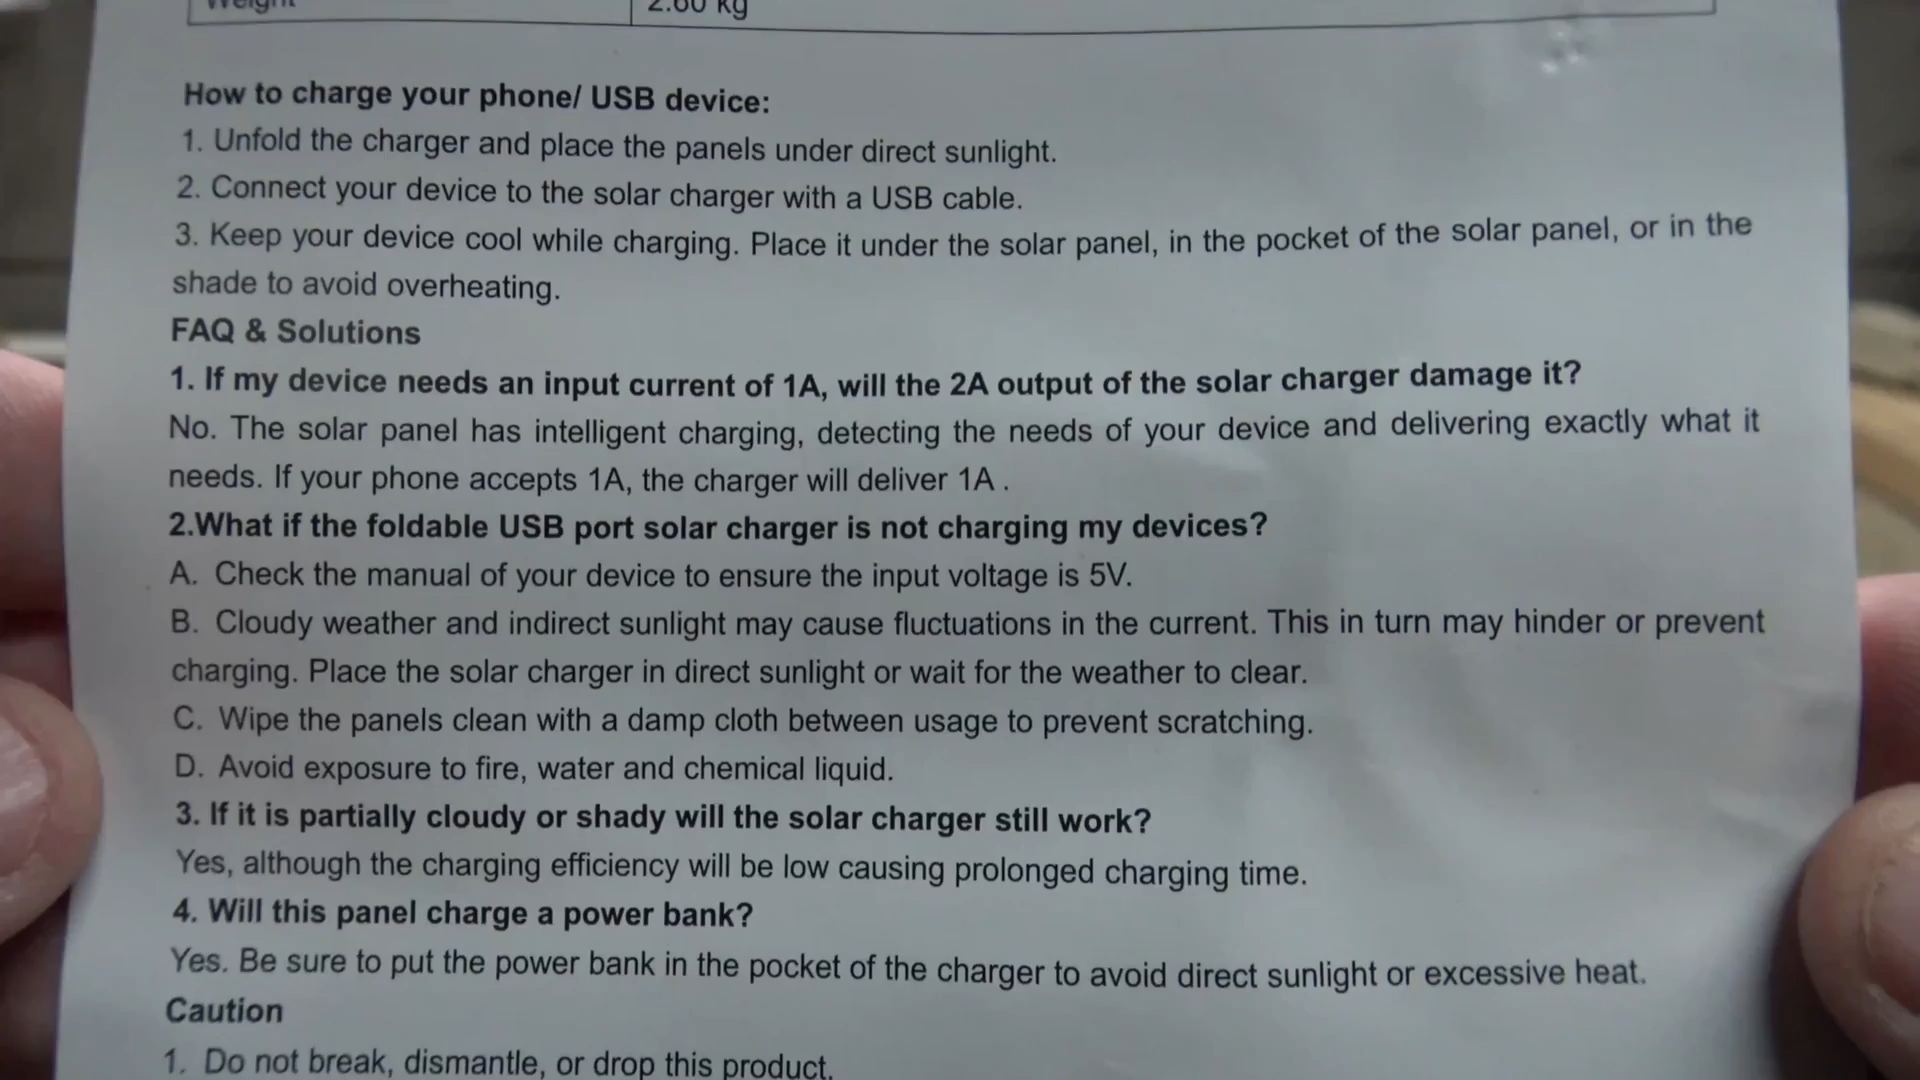 Weight 2.60 kg
How to charge your phone/ USB device:
1. Unfold the charger and place the panels under direct sunlight.
2. Connect your device to the solar charger with a USB cable.
3. Keep your device cool while charging. Place it under the solar panel, in the pocket of the solar panel, or in the
shade to avoid overheating.
FAQ & Solutions
1. If my device needs an input current of 1A, will the 2A output of the solar charger damage it?
No. The solar panel has intelligent charging, detecting the needs of your device and delivering exactly what it
needs. If your phone accepts 1A, the charger will deliver 1A .
2.What if the foldable USB port solar charger is not charging my devices?
A. Check the manual of your device to ensure the input voltage is 5V.
B. Cloudy weather and indirect sunlight may cause fluctuations in the current. This in turn may hinder or prevent
charging. Place the solar charger in direct sunlight or wait for the weather to clear.
C. Wipe the panels clean with a damp cloth between usage to prevent scratching.
D. Avoid exposure to fire, water and chemical liquid.
3. If it is partially cloudy or shady will the solar charger still work?
Yes, although the charging efficiency will be low causing prolonged charging time.
4. Will this panel charge a power bank?
Yes. Be sure to put the power bank in the pocket of the charger to avoid direct sunlight or excessive heat.
Caution
1. Do not break, dismantle, or drop this product.